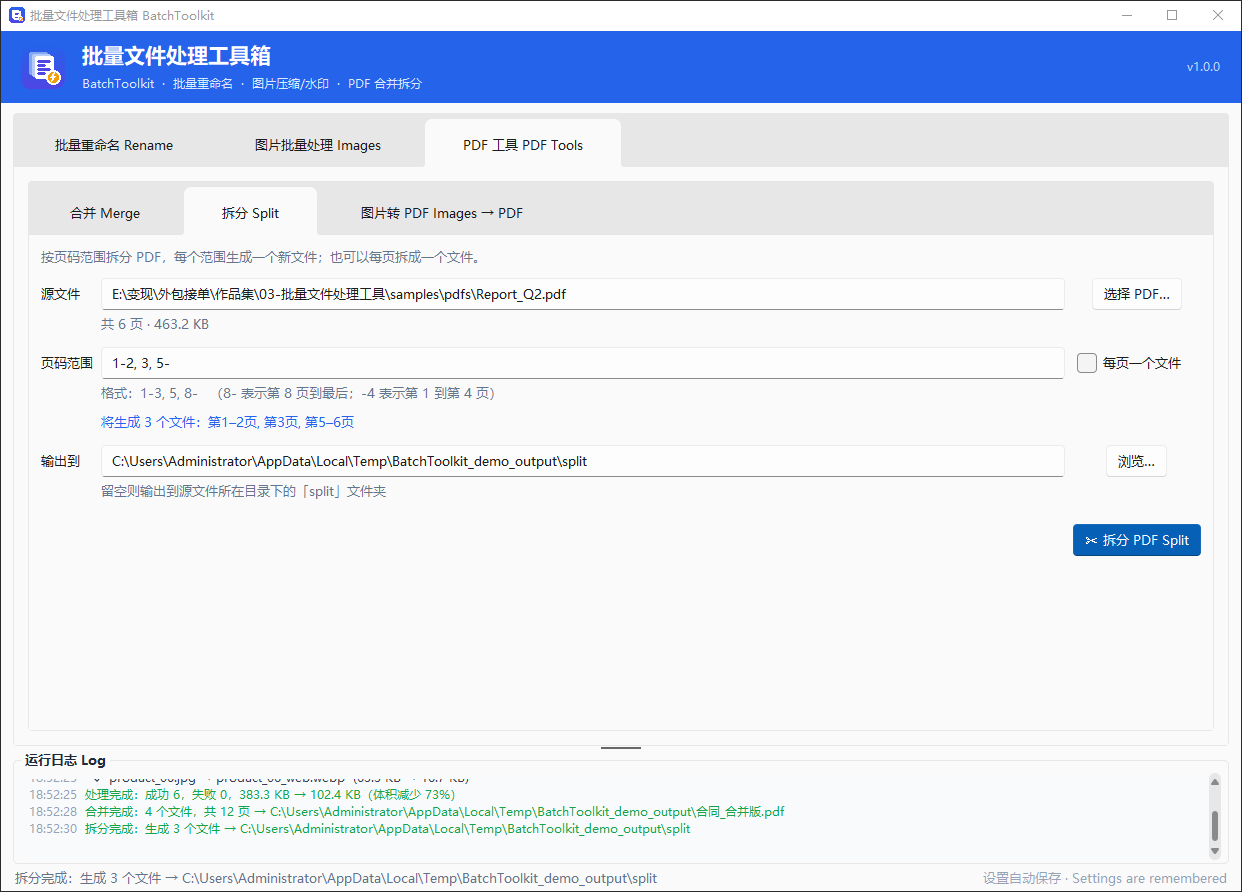 批量文件处理工具箱 BatchToolkit
批量文件处理工具箱
BatchToolkit · 批量重命名 · 图片压缩/水印 · PDF 合并拆分
v1.0.0
批量重命名 Rename
图片批量处理 Images
PDF 工具 PDF Tools
合并 Merge
拆分 Split
图片转 PDF Images → PDF
按页码范围拆分 PDF，每个范围生成一个新文件；也可以每页拆成一个文件。
源文件
E:\变现\外包接单\作品集\03-批量文件处理工具\samples\pdfs\Report_Q2.pdf
选择 PDF...
共 6 页 · 463.2 KB
页码范围
1-2, 3, 5-
每页一个文件
格式：1-3, 5, 8- （8- 表示第 8 页到最后；-4 表示第 1 到第 4 页）
将生成 3 个文件：第1–2页, 第3页, 第5–6页
输出到
C:\Users\Administrator\AppData\Local\Temp\BatchToolkit_demo_output\split
浏览...
留空则输出到源文件所在目录下的「split」文件夹
✂ 拆分 PDF Split
运行日志 Log
18:52:25 处理完成：成功 6，失败 0，383.3 KB → 102.4 KB（体积减少 73%）
18:52:28 合并完成：4 个文件，共 12 页 → C:\Users\Administrator\AppData\Local\Temp\BatchToolkit_demo_output\合同_合并版.pdf
18:52:30 拆分完成：生成 3 个文件 → C:\Users\Administrator\AppData\Local\Temp\BatchToolkit_demo_output\split
拆分完成：生成 3 个文件 → C:\Users\Administrator\AppData\Local\Temp\BatchToolkit_demo_output\split
设置自动保存 · Settings are remembered